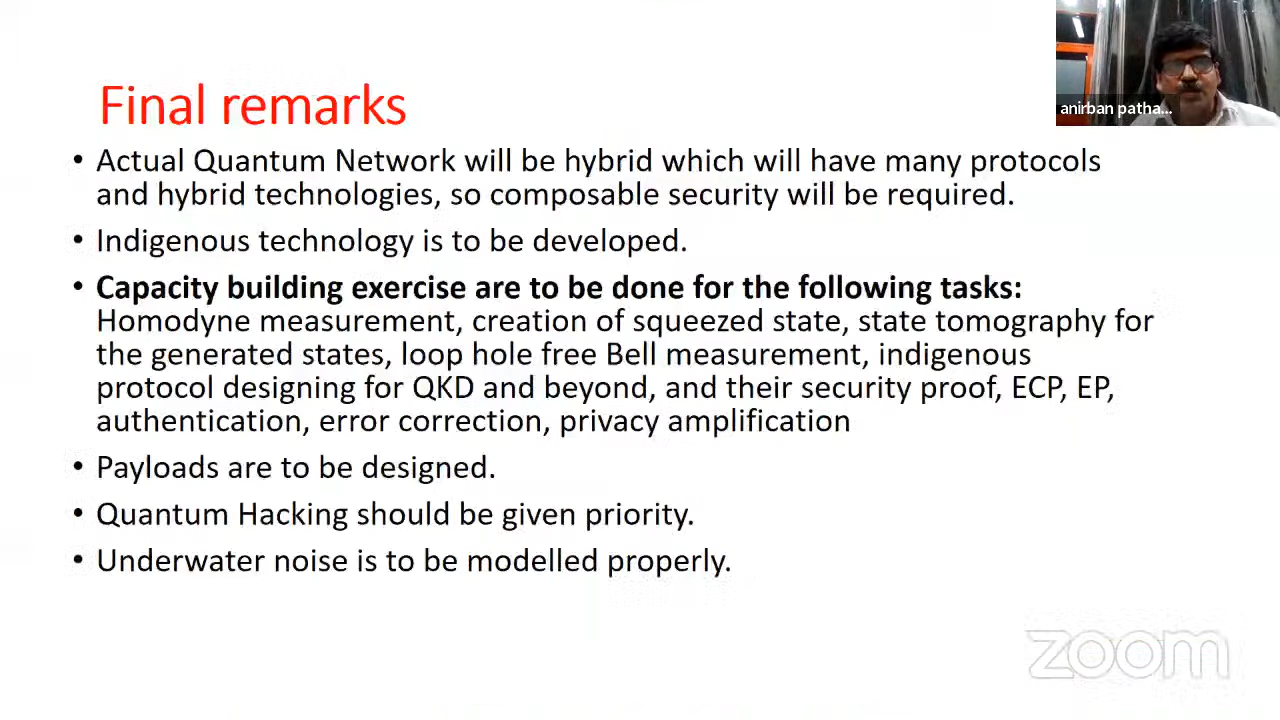 anirban patha...
Final remarks
• Actual Quantum Network will be hybrid which will have many protocols
and hybrid technologies, so composable security will be required.
• Indigenous technology is to be developed.
• Capacity building exercise are to be done for the following tasks:
Homodyne measurement, creation of squeezed state, state tomography for
the generated states, loop hole free Bell measurement, indigenous
protocol designing for QKD and beyond, and their security proof, ECP, EP,
authentication, error correction, privacy amplification
• Payloads are to be designed.
• Quantum Hacking should be given priority.
• Underwater noise is to be modelled properly.
zoom